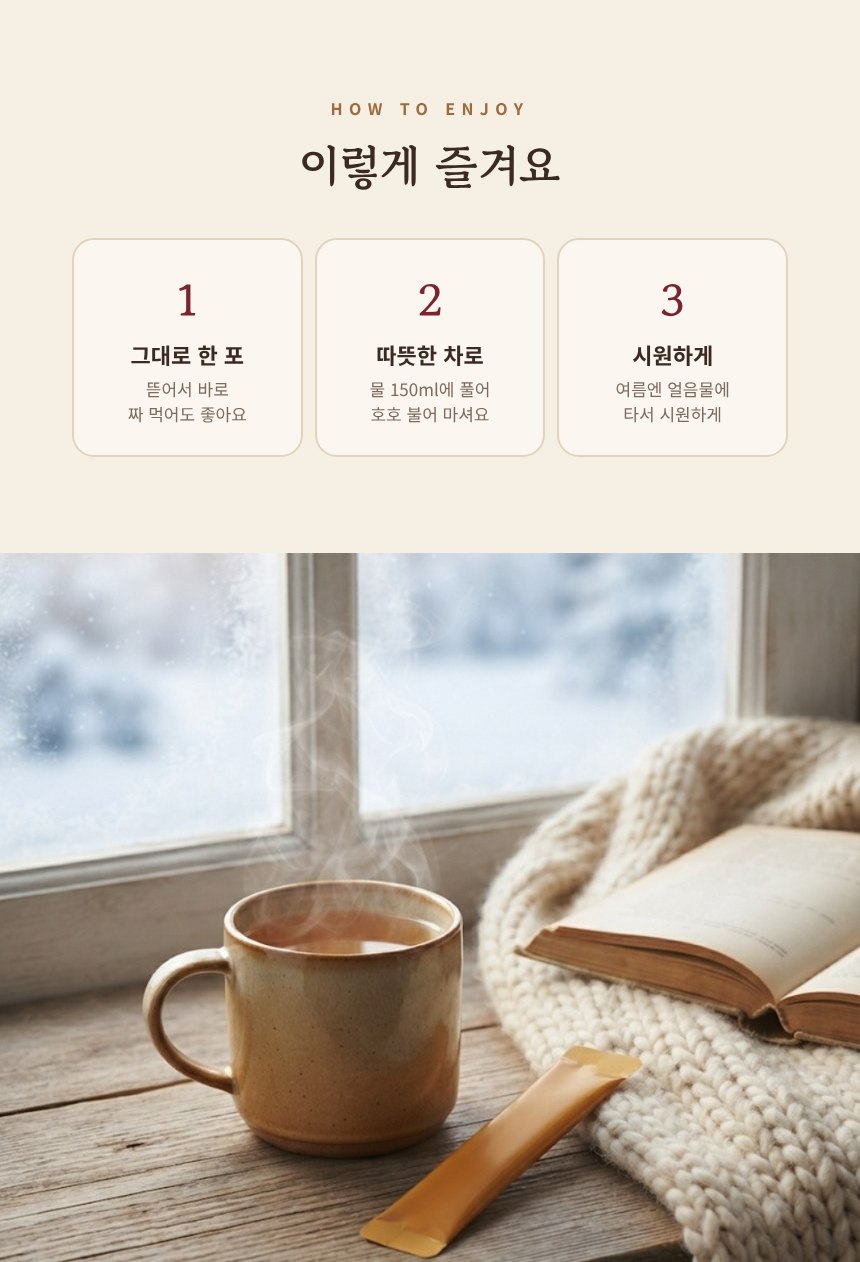 HOW TO ENJOY
이렇게 즐겨요
1
그대로 한 포
뜯어서 바로
짜 먹어도 좋아요
2
따뜻한 차로
물 150ml에 풀어
호호 불어 마셔요
3
시원하게
여름엔 얼음물에
타서 시원하게